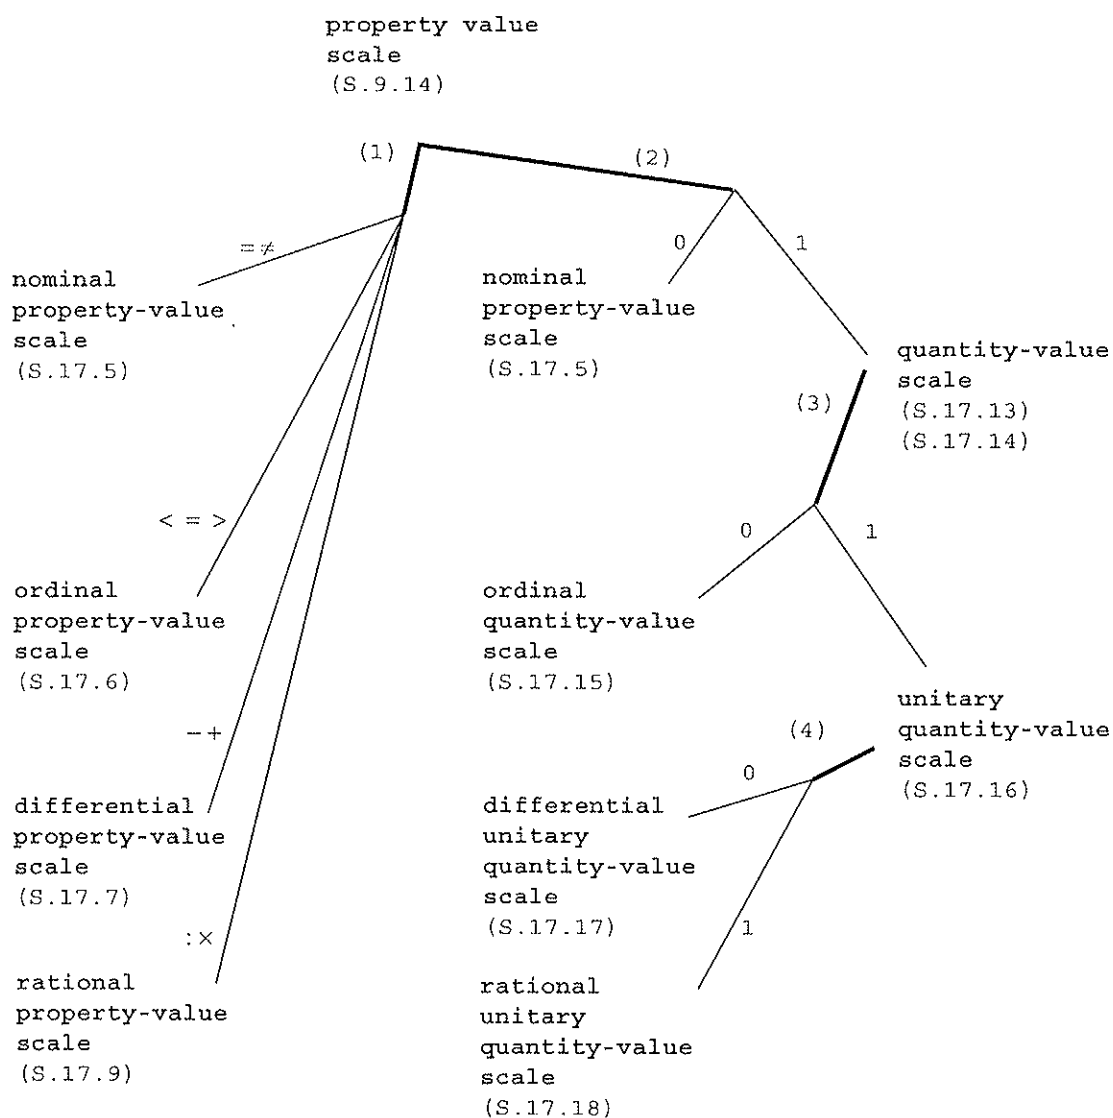 property value
scale
(S.9.14)
(1)
(2)
=≠
0
1
nominal
property-value
scale
(S.17.5)
nominal
property-value
scale
(S.17.5)
quantity-value
scale
(S.17.13)
(S.17.14)
(3)
< = >
0
1
ordinal
property-value
scale
(S.17.6)
ordinal
quantity-value
scale
(S.17.15)
unitary
quantity-value
scale
(S.17.16)
−+
(4)
0
differential
property-value
scale
(S.17.7)
differential
unitary
quantity-value
scale
(S.17.17)
:×
1
rational
property-value
scale
(S.17.9)
rational
unitary
quantity-value
scale
(S.17.18)